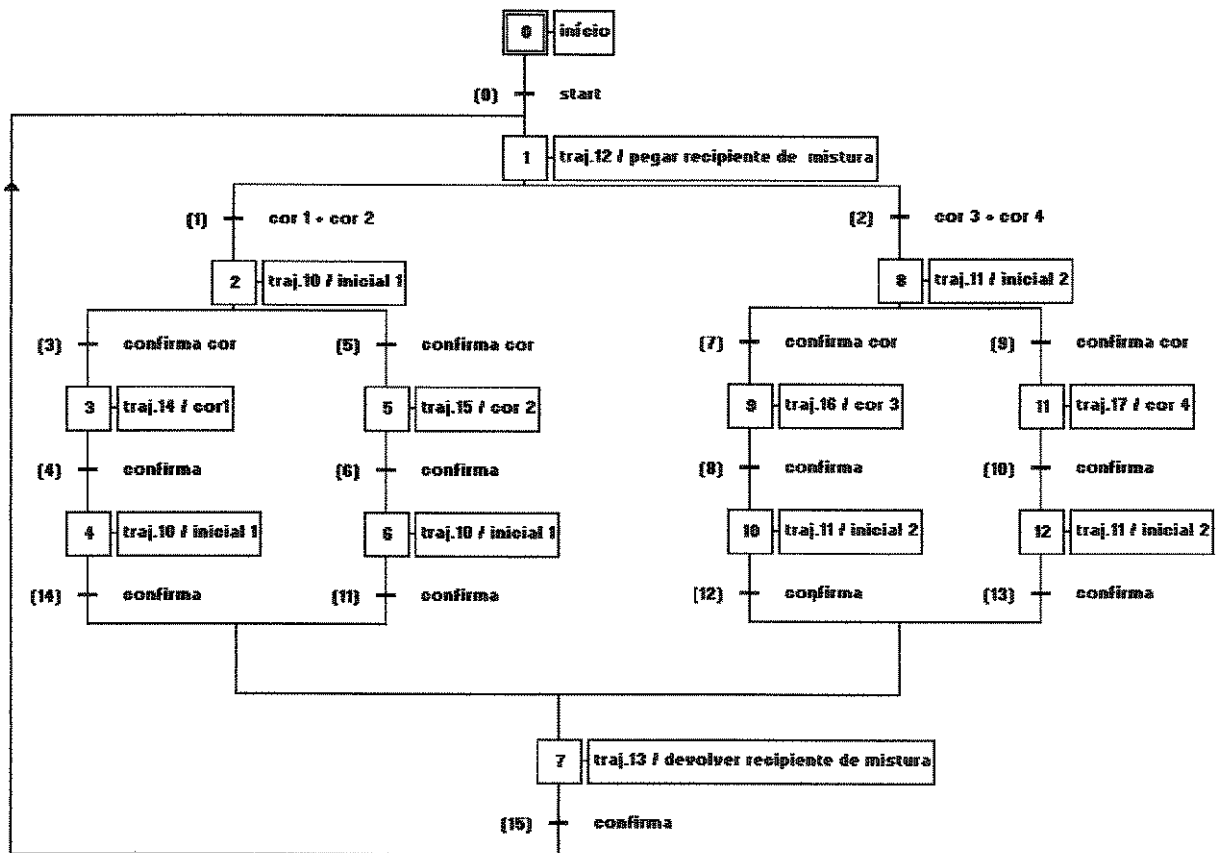 0 início
(0) start
1 traj.12 / pegar recipiente de mistura
(1) cor 1 + cor 2 (2) cor 3 + cor 4
2 traj.10 / inicial 1 8 traj.11 / inicial 2
(3) confirma cor (5) confirma cor (7) confirma cor (9) confirma cor
3 traj.14 / cor1 5 traj.15 / cor 2 9 traj.16 / cor 3 11 traj.17 / cor 4
(4) confirma (6) confirma (8) confirma (10) confirma
4 traj.10 / inicial 1 6 traj.10 / inicial 1 10 traj.11 / inicial 2 12 traj.11 / inicial 2
(14) confirma (11) confirma (12) confirma (13) confirma
7 traj.13 / devolver recipiente de mistura
(15) confirma